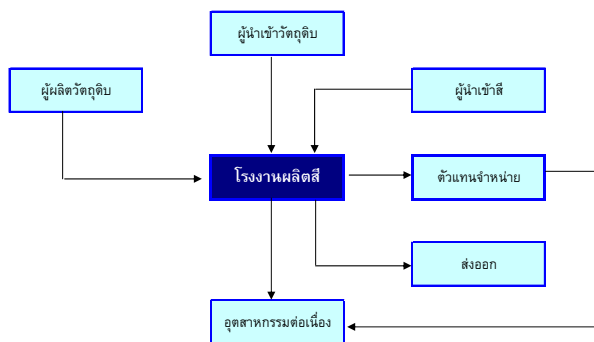 ผู้นำเข้าวัตถุดิบ
ผู้ผลิตวัตถุดิบ
ผู้นำเข้าสี
โรงงานผลิตสี
ตัวแทนจำหน่าย
ส่งออก
อุตสาหกรรมต่อเนื่อง